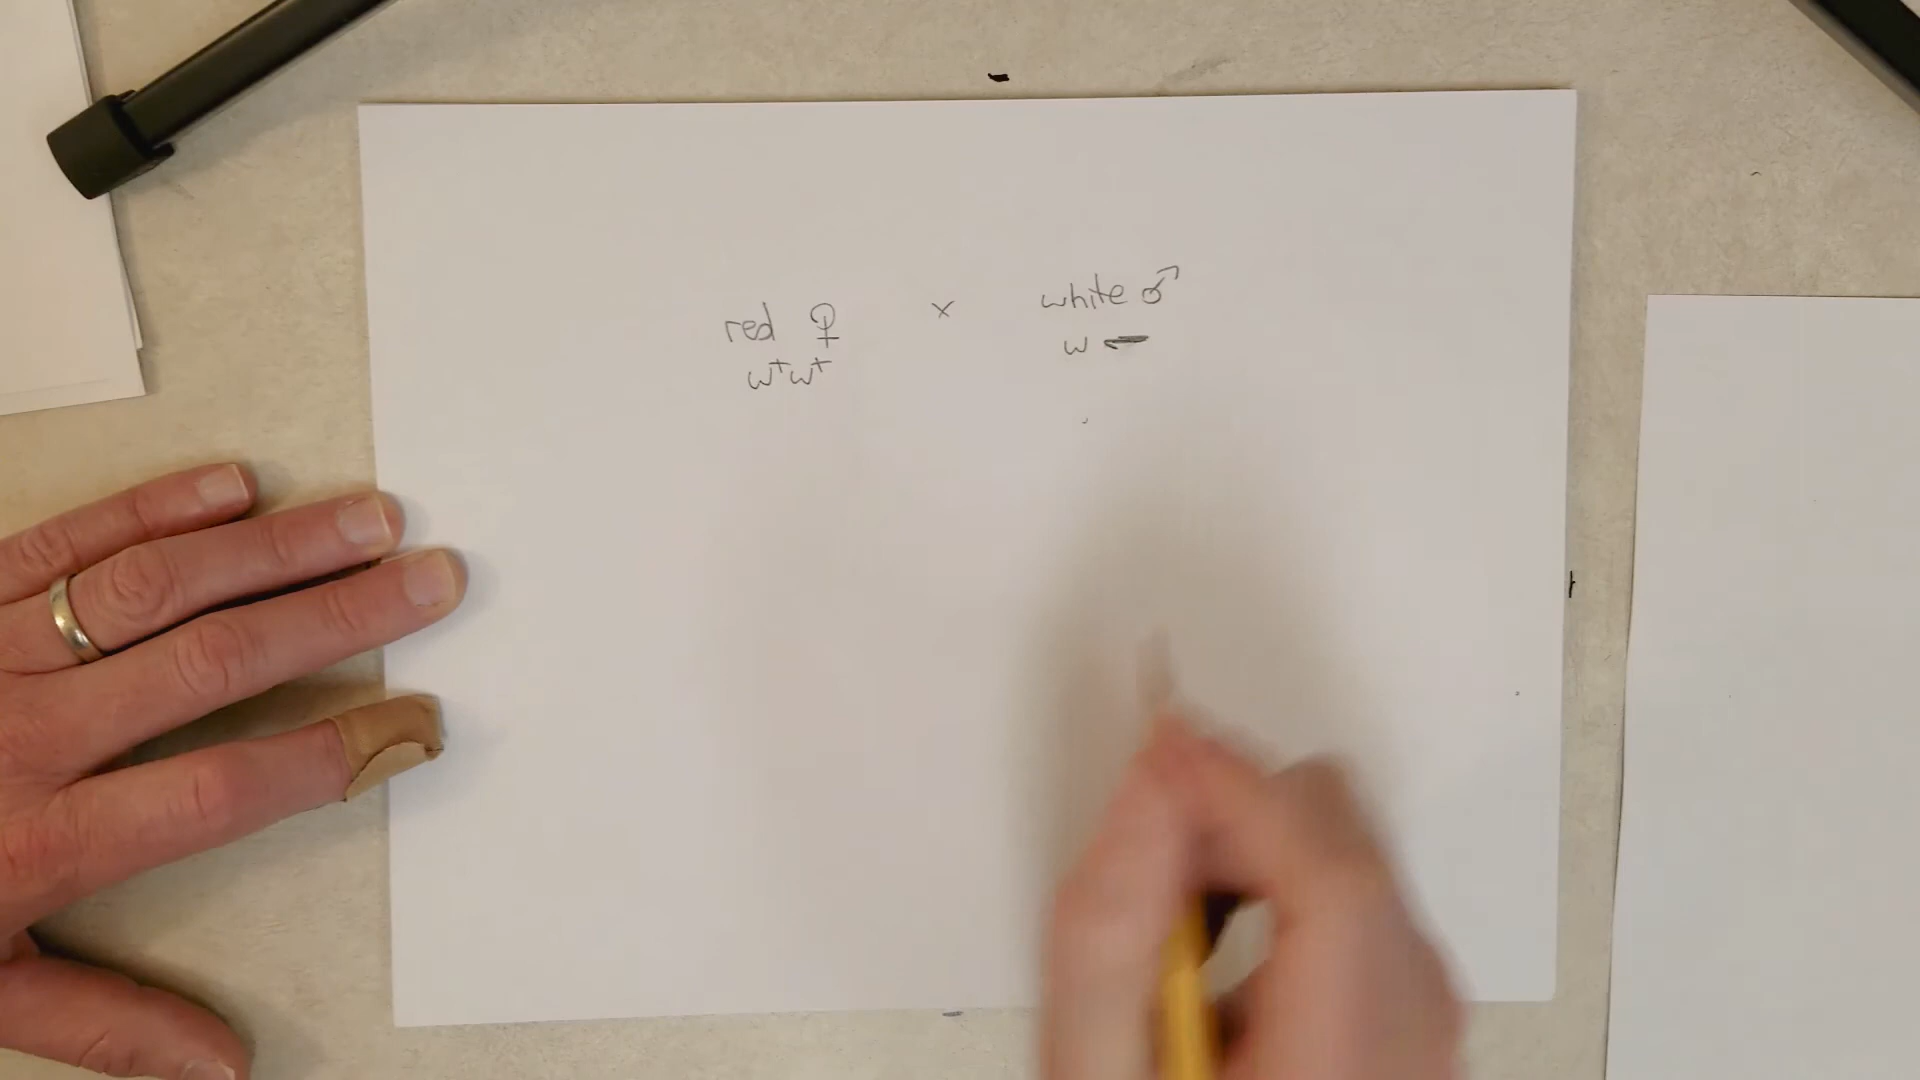 red ♀ × white ♂
w⁺w⁺ w —